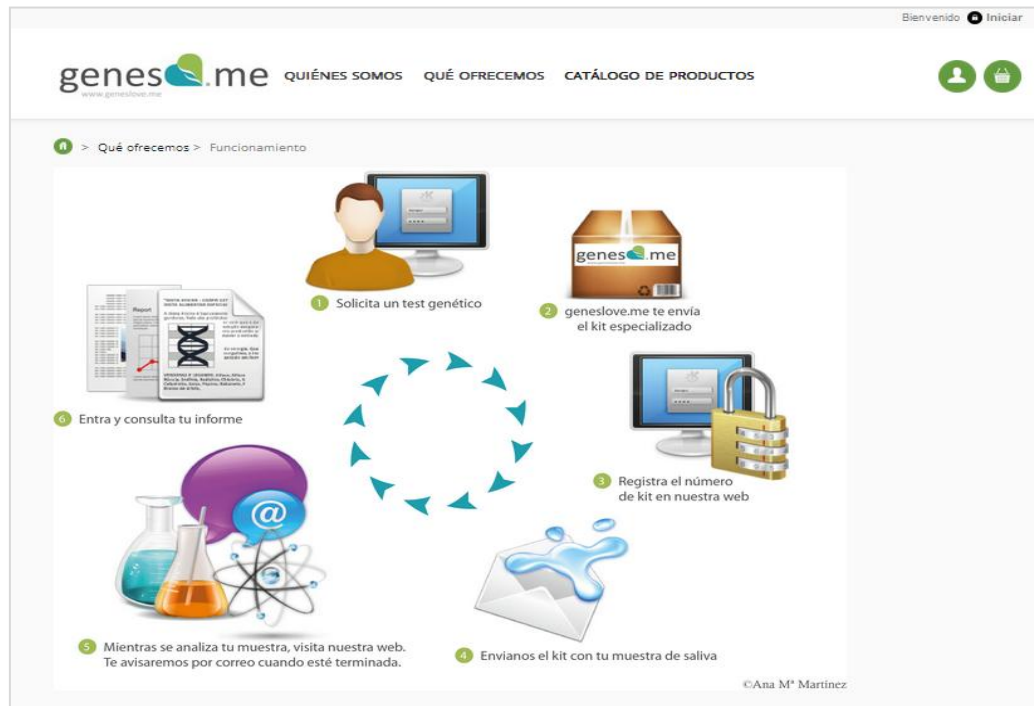 Bienvenido Iniciar
genes .me
www.geneslove.me
QUIÉNES SOMOS QUÉ OFRECEMOS CATÁLOGO DE PRODUCTOS
> Qué ofrecemos > Funcionamiento
genes .me
1 Solicita un test genético
2 geneslove.me te envía
el kit especializado
Report
6 Entra y consulta tu informe
3 Registra el número
de kit en nuestra web
@
5 Mientras se analiza tu muestra, visita nuestra web.
Te avisaremos por correo cuando esté terminada.
4 Envianos el kit con tu muestra de saliva
©Ana Mª Martinez